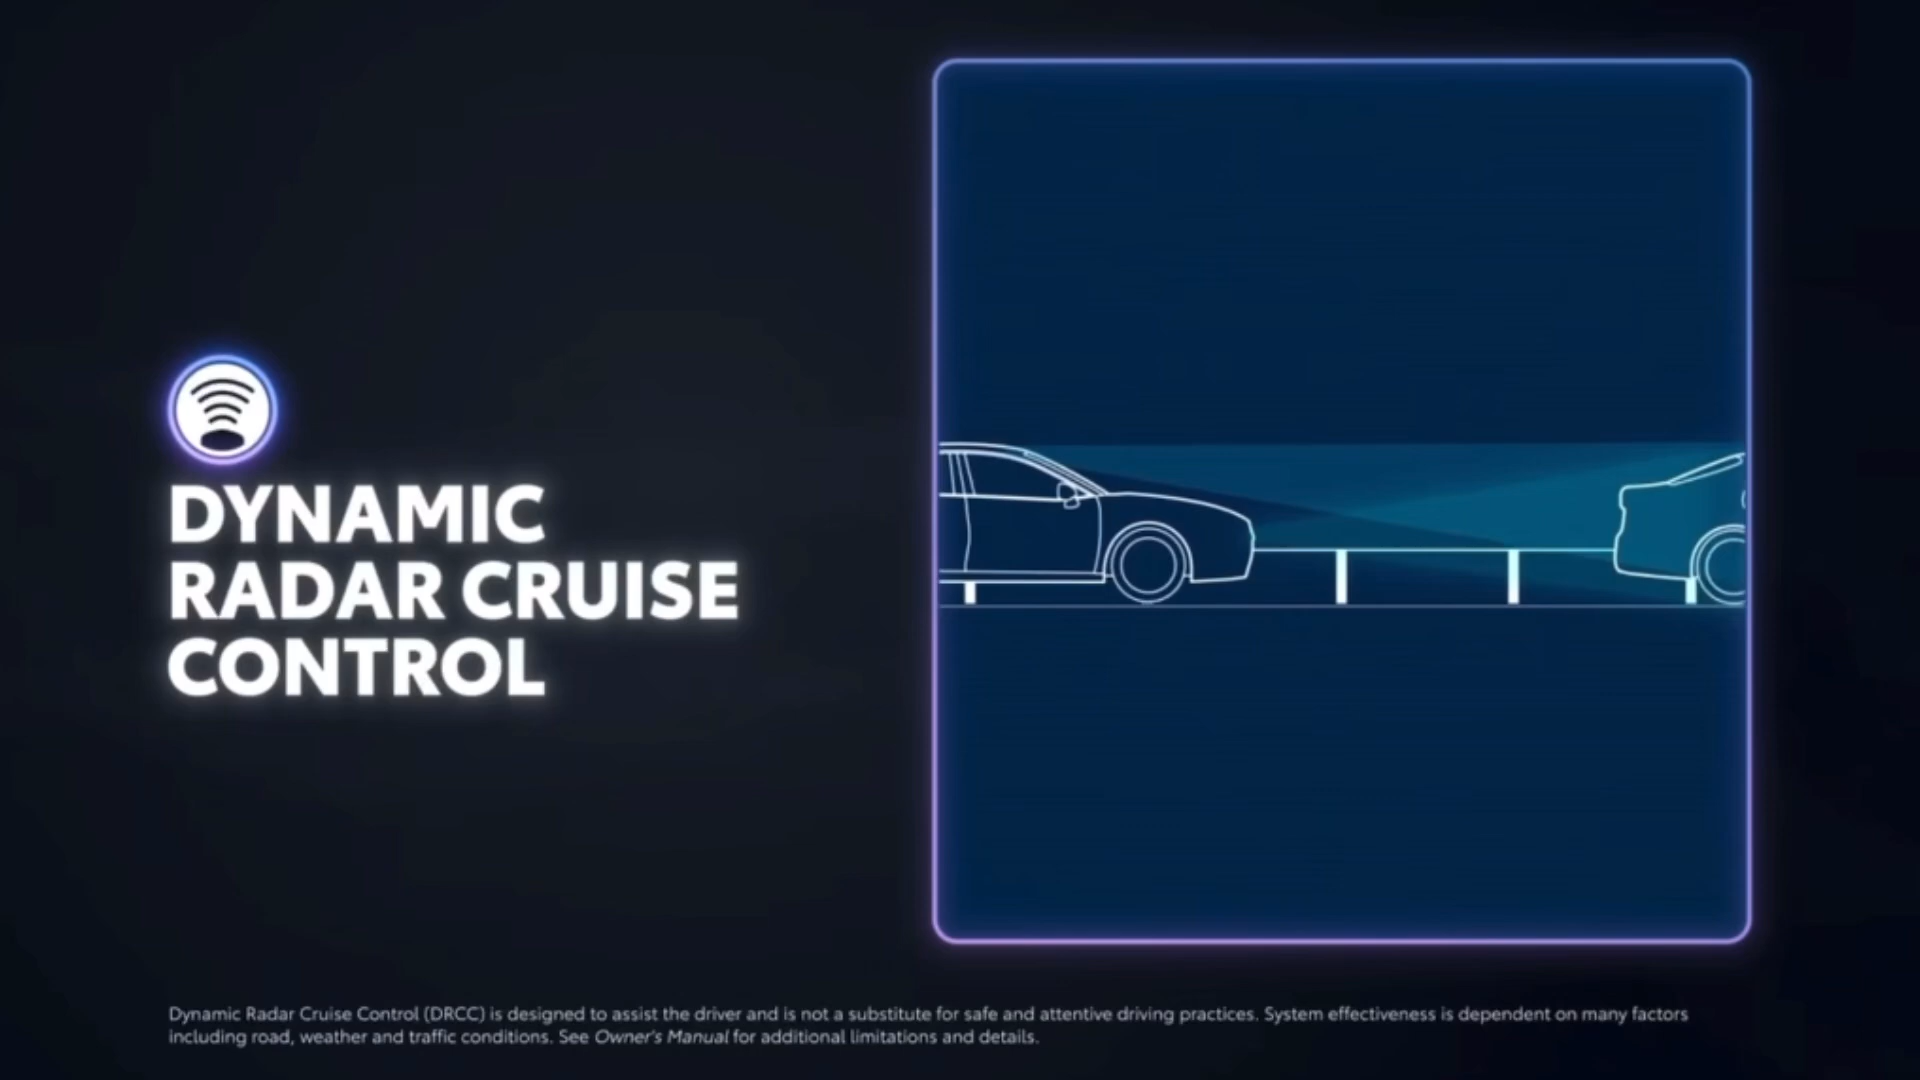 DYNAMIC
RADAR CRUISE
CONTROL
Dynamic Radar Cruise Control (DRCC) is designed to assist the driver and is not a substitute for safe and attentive driving practices. System effectiveness is dependent on many factors
including road, weather and traffic conditions. See Owner's Manual for additional limitations and details.